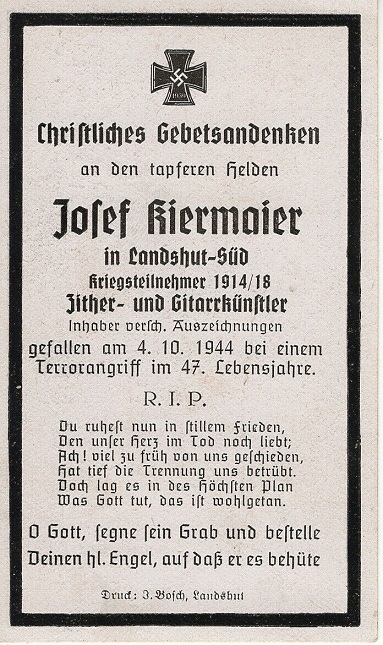 Christliches Gebetsandenken
an den tapferen Helden
Josef Kiermaier
in Landshut-Süd
Kriegsteilnehmer 1914/18
Zither- und Gitarrkünstler
Inhaber versch. Auszeichnungen
gefallen am 4. 10. 1944 bei einem
Terrorangriff im 47. Lebensjahre.
R. I. P.
Du ruhest nun in stillem Frieden,
Den unser Herz im Tod noch liebt;
Ach! viel zu früh von uns geschieden,
Hat tief die Trennung uns betrübt.
Doch lag es in des Höchsten Plan
Was Gott tut, das ist wohlgetan.
O Gott, segne sein Grab und bestelle
Deinen hl. Engel, auf daß er es behüte
Druck: J. Bosch, Landshut